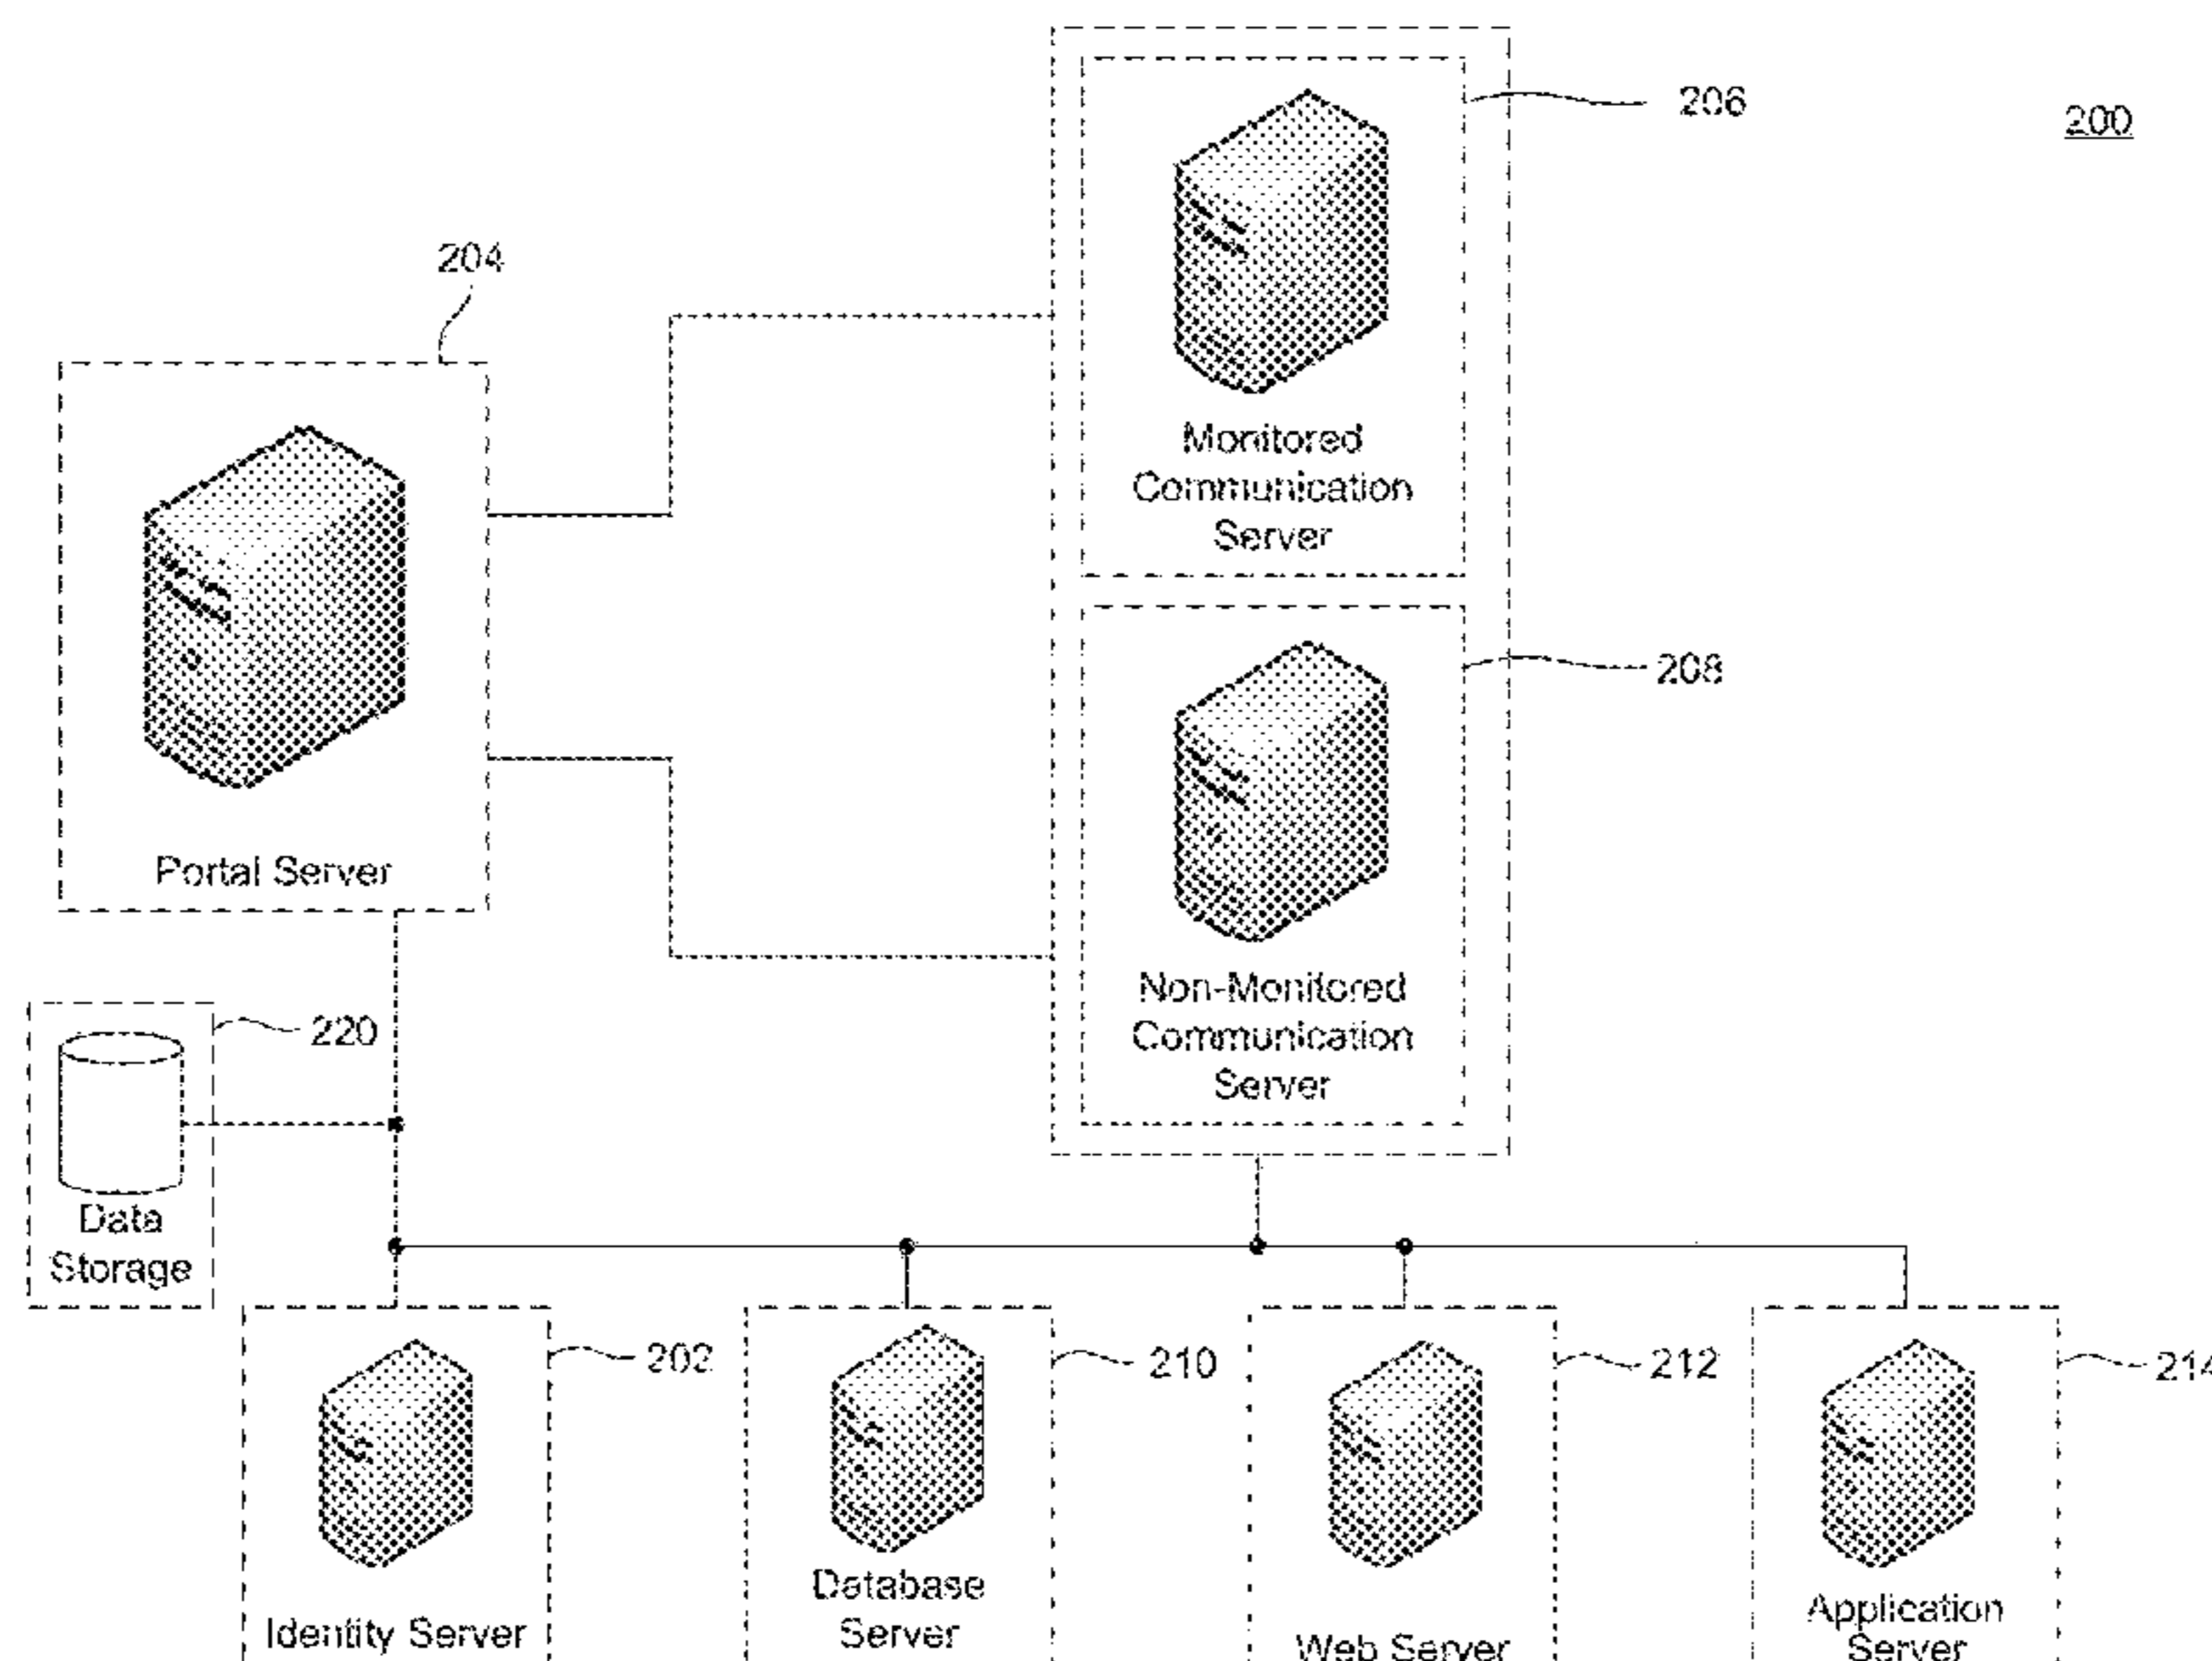 206
200
204
Monitored
Communication
Server
208
Portal Server
Non-Monitored
Communication
Server
220
Data
Storage
202
210
212
214
Identity Server
Database
Server
Web Server
Application
Server